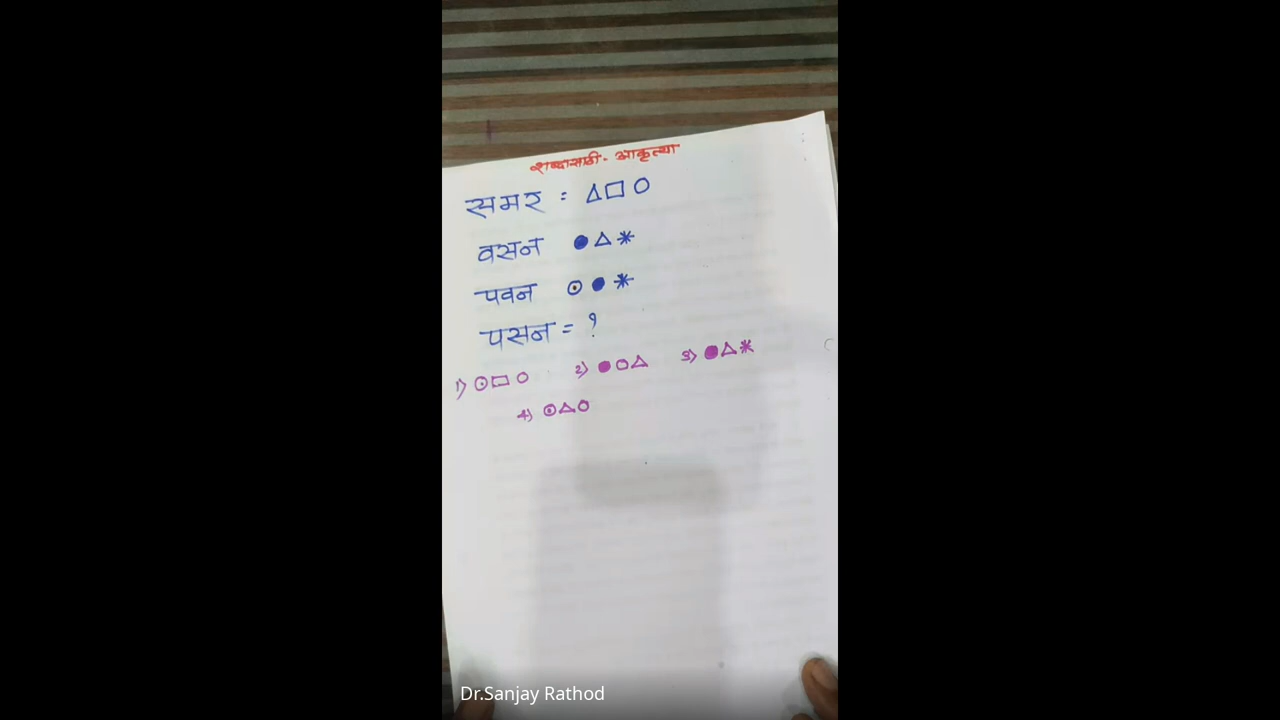 शब्दासाठी - आकृत्या
समर = △□○
वसन ●△*
पवन ⊙●*
पसन = ?
1) ⊙□○ 2) ●○△ 3) ●△*
4) ⊙△○
Dr.Sanjay Rathod